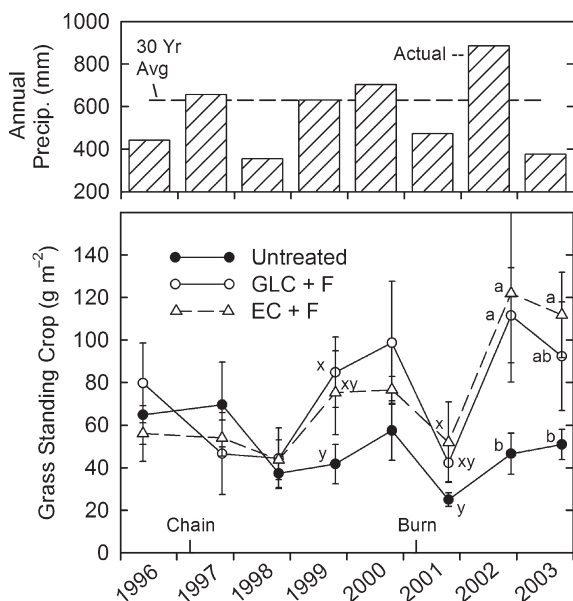 1000
800
600
400
200
Annual
Precip. (mm)
30 Yr
Avg
Actual
140
120
100
80
60
40
20
0
Grass Standing Crop (g m⁻²)
Untreated
GLC + F
EC + F
x
xy
y
x
xy
y
a
a
b
a
ab
b
Chain
Burn
1996
1997
1998
1999
2000
2001
2002
2003